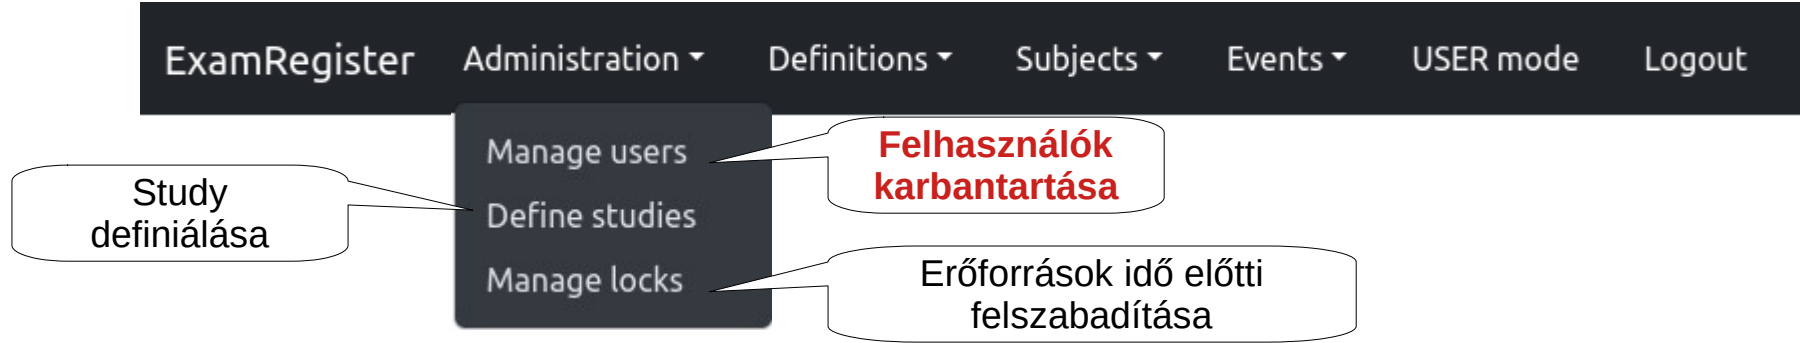 ExamRegister Administration Definitions Subjects Events USER mode Logout
Manage users
Felhasználók
karbantartása
Study
definiálása
Define studies
Manage locks
Erőforrások idő előtti
felszabadítása